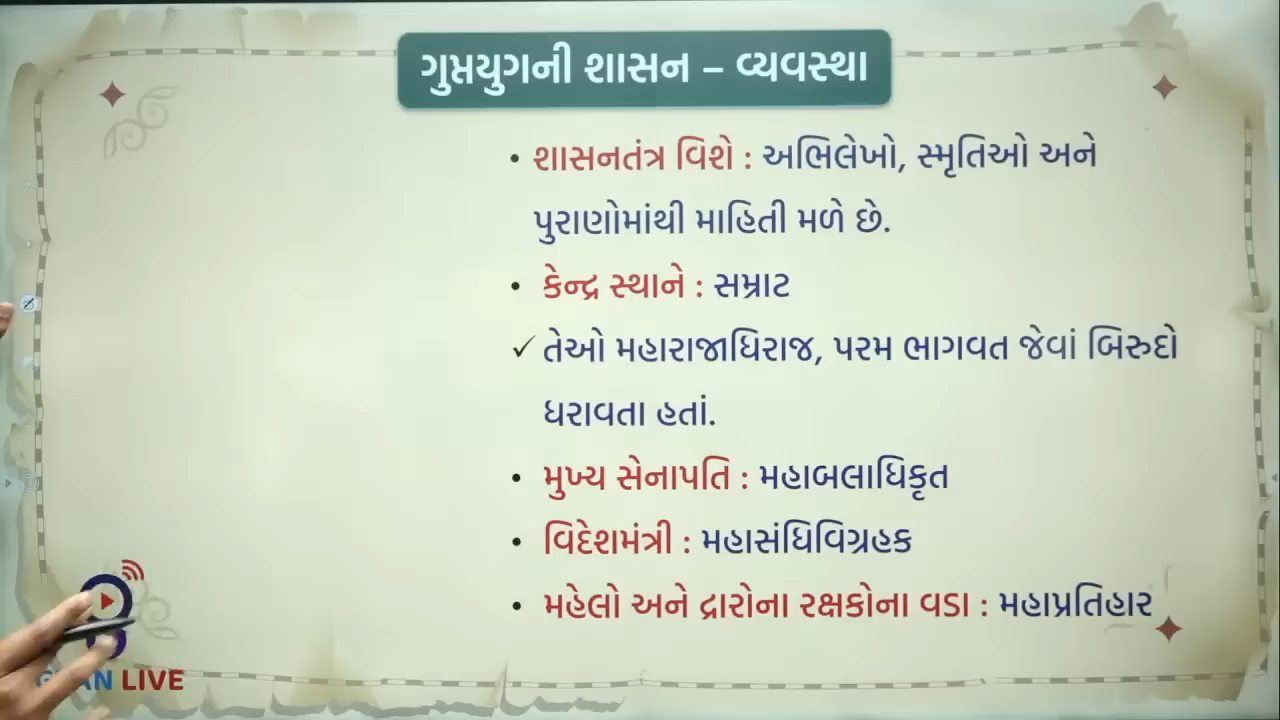 ગુપ્તયુગની શાસન – વ્યવસ્થા
• શાસનતંત્ર વિશે : અભિલેખો, સ્મૃતિઓ અને
પુરાણોમાંથી માહિતી મળે છે.
• કેન્દ્ર સ્થાને : સમ્રાટ
✓ તેઓ મહારાજાધિરાજ, પરમ ભાગવત જેવાં બિરુદો
ધરાવતા હતાં.
• મુખ્ય સેનાપતિ : મહાબલાધિકૃત
• વિદેશમંત્રી : મહાસંધિવિગ્રહક
• મહેલો અને દ્રારોના રક્ષકોના વડા : મહાપ્રતિહાર
LIVE